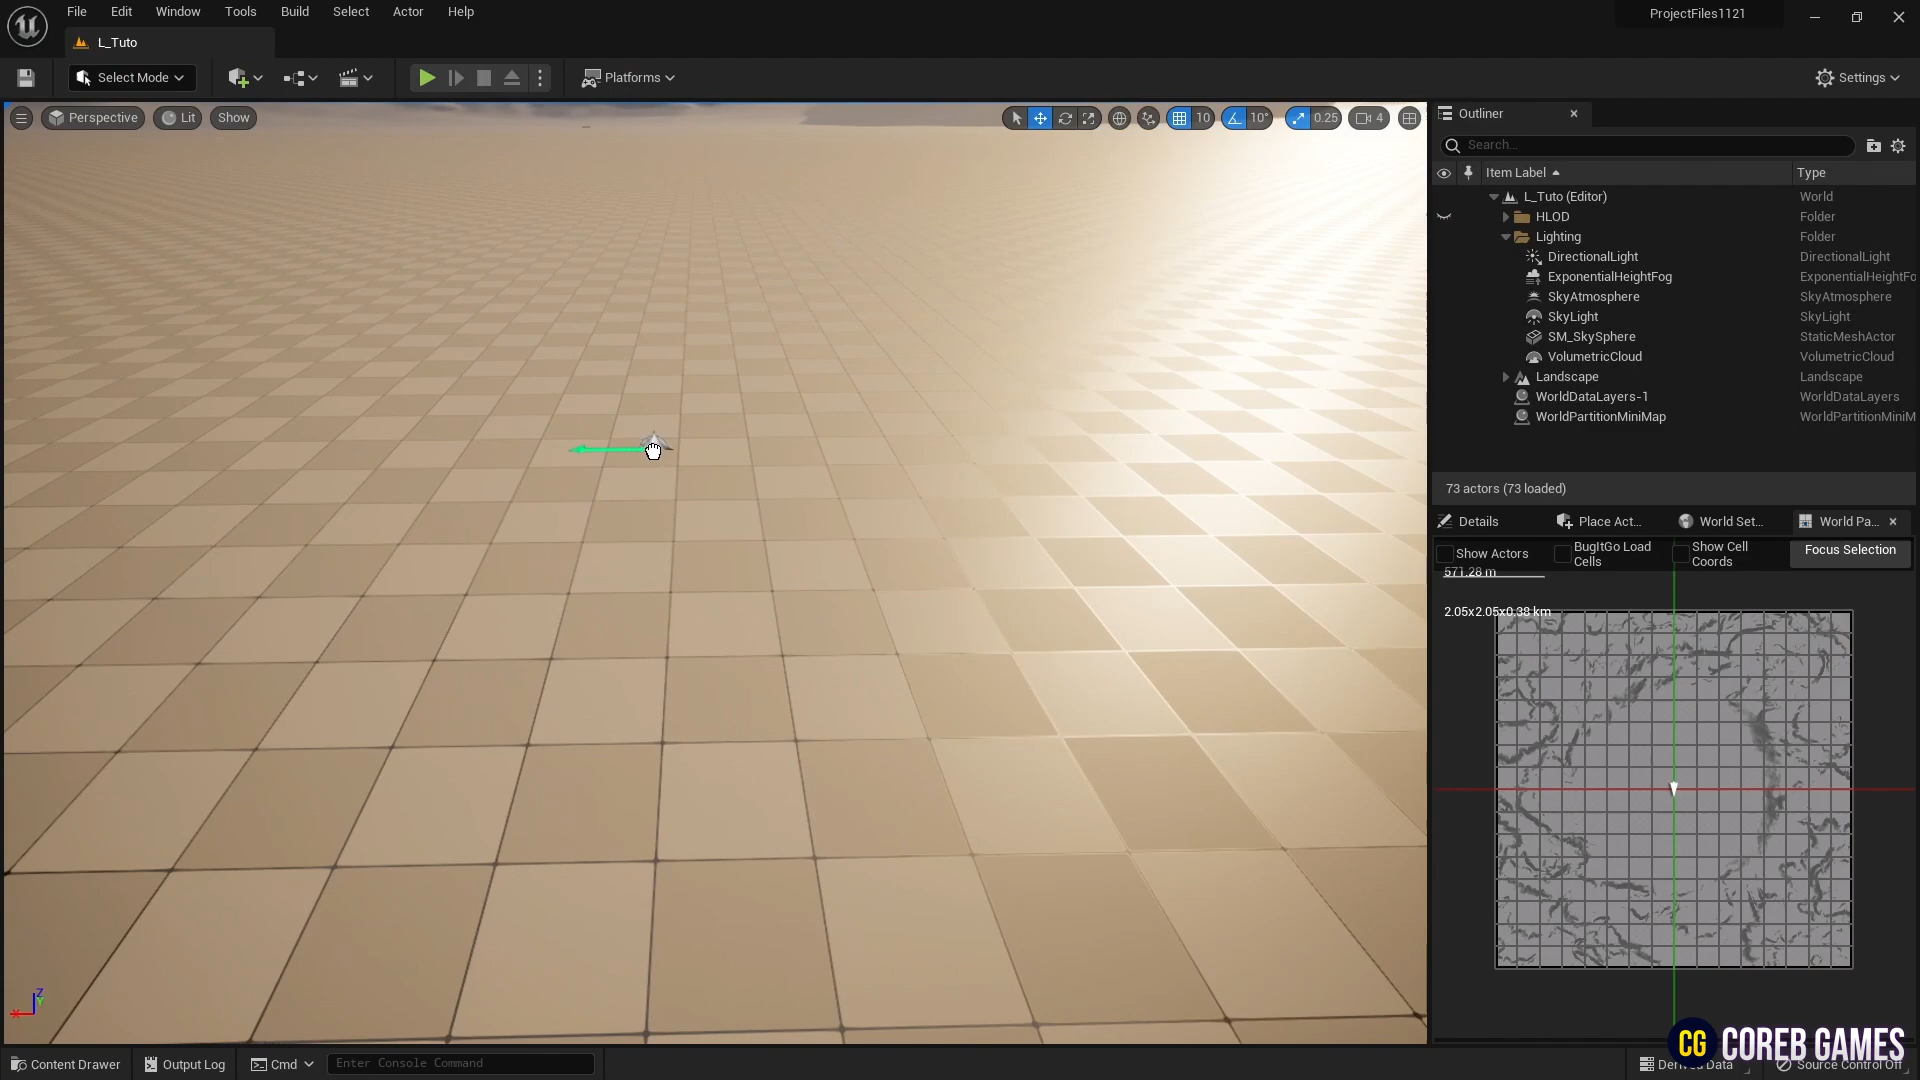 File Edit Window Tools Build Select Actor Help
ProjectFiles1121
L_Tuto
Select Mode
Platforms
Settings
Perspective Lit Show
10 10° 0.25 4
Outliner
Search...
Item Label Type
L_Tuto (Editor) World
HLOD Folder
Lighting Folder
DirectionalLight DirectionalLight
ExponentialHeightFog ExponentialHeightFo
SkyAtmosphere SkyAtmosphere
SkyLight SkyLight
SM_SkySphere StaticMeshActor
VolumetricCloud VolumetricCloud
Landscape Landscape
WorldDataLayers-1 WorldDataLayers
WorldPartitionMiniMap WorldPartitionMiniM
73 actors (73 loaded)
Details Place Act... World Set... World Pa...
Show Actors BugItGo Load Cells Show Cell Coords Focus Selection
571.28 m
2.05x2.05x0.38 km
Z
Y
X
CG COREB GAMES
Content Drawer Output Log Cmd Enter Console Command
Derived Data Source Control Off